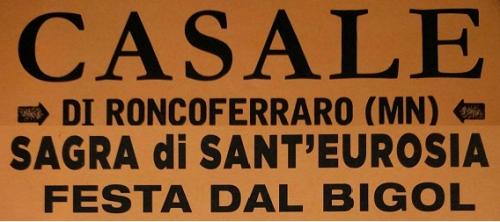 CASALE
DI RONCOFERRARO (MN)
SAGRA di SANT'EUROSIA
FESTA DAL BIGOL